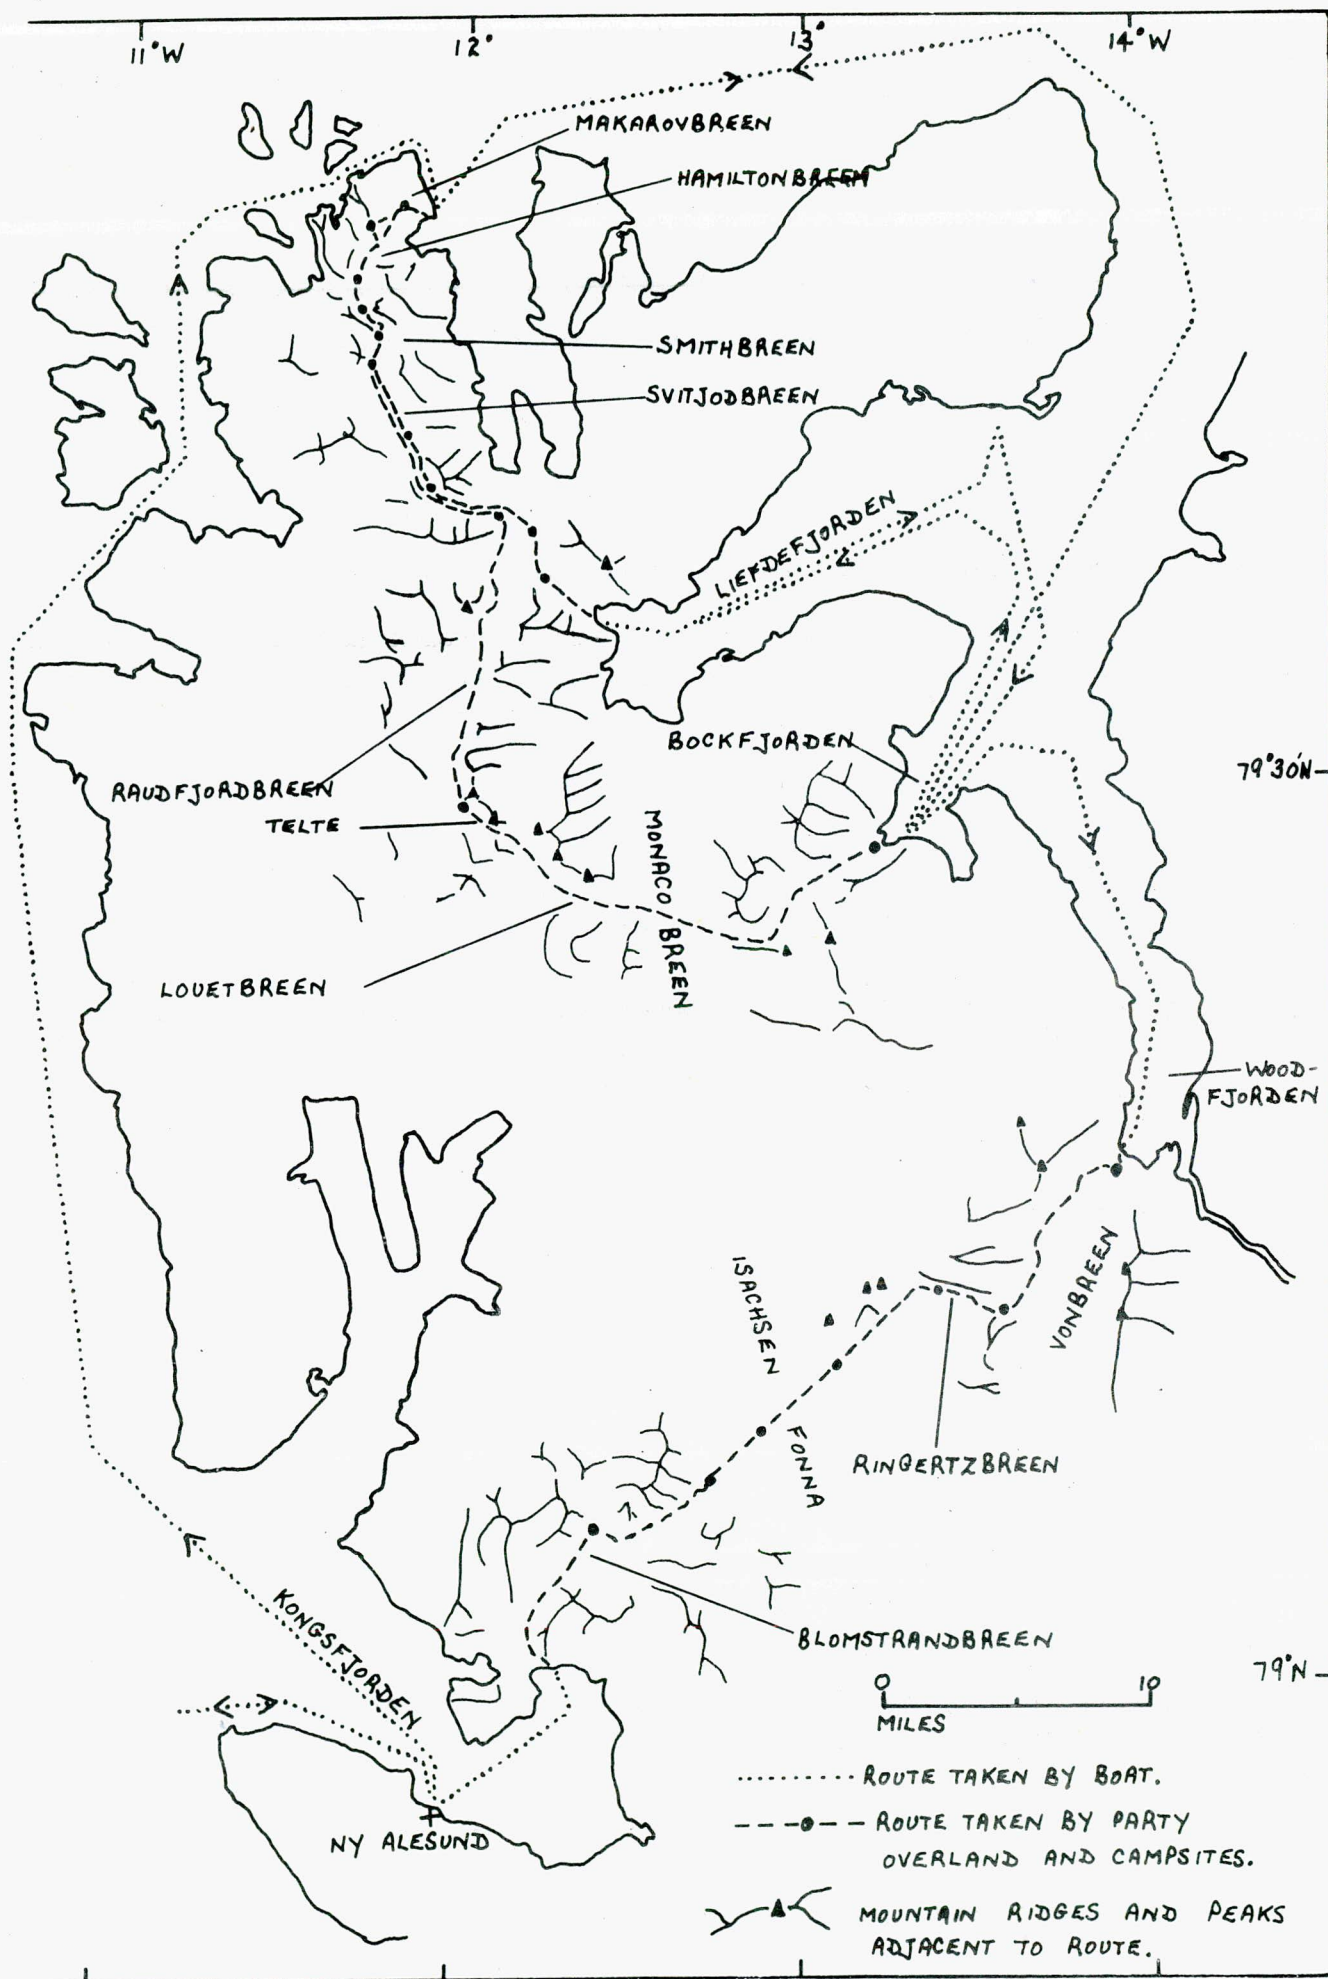 11°W
12°
13°
14°W
MAKAROVBREEN
HAMILTONBREEN
SMITHBREEN
SVITJODBREEN
LIEFDEFJORDEN
BOCKFJORDEN
79°30'N
RAUDFJORDBREEN
TELTE
MONACO BREEN
LOUETBREEN
WOOD-
FJORDEN
VONBREEN
ISACHSEN
FONNA
RINGERTZBREEN
KONGSFJORDEN
BLOMSTRANDBREEN
79°N
0 10
MILES
ROUTE TAKEN BY BOAT.
ROUTE TAKEN BY PARTY
OVERLAND AND CAMPSITES.
NY ALESUND
MOUNTAIN RIDGES AND PEAKS
ADJACENT TO ROUTE.